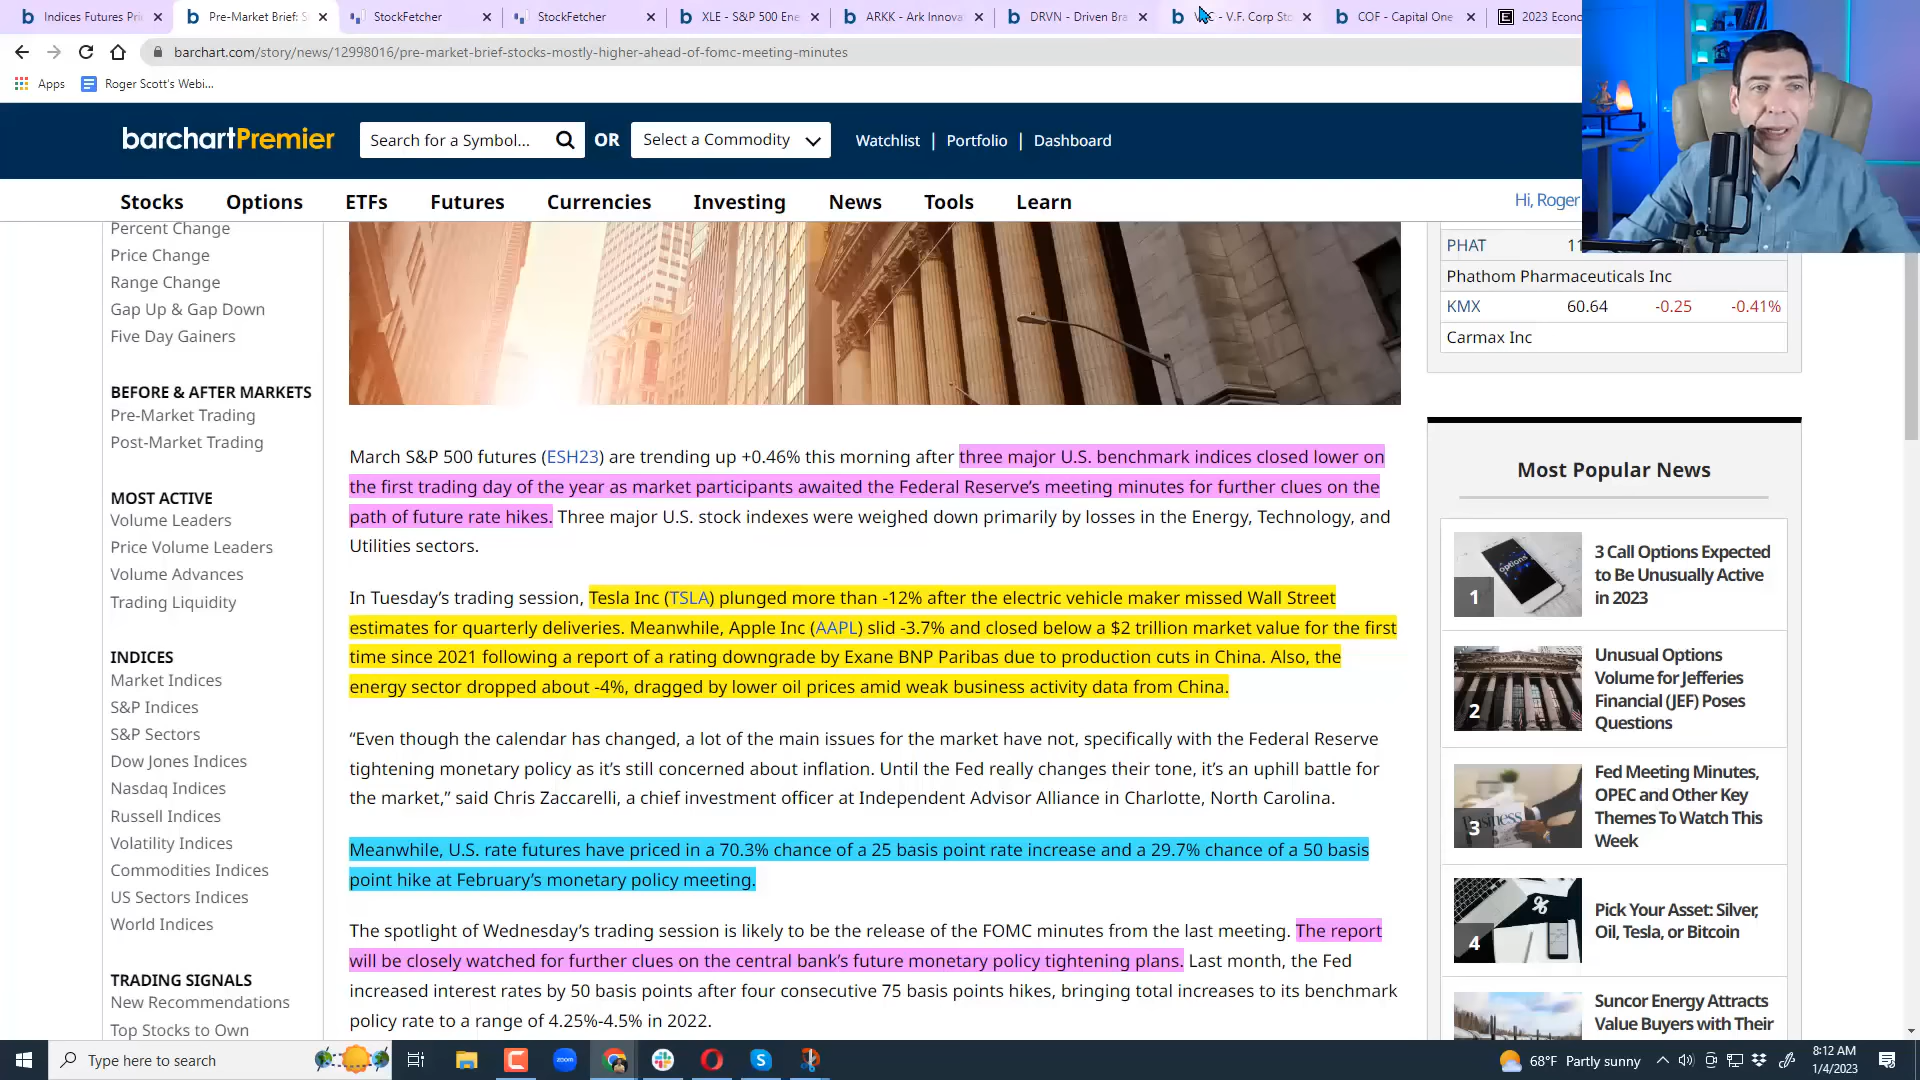 Indices Futures Pri
Pre-Market Brief: S
StockFetcher
StockFetcher
XLE - S&P 500 Ene
ARKK - Ark Innova
DRVN - Driven Bra
V.F. Corp Sto
COF - Capital One
2023 Econo
barchart.com/story/news/12998016/pre-market-brief-stocks-mostly-higher-ahead-of-fomc-meeting-minutes
Apps
Roger Scott's Webi...
barchartPremier
Search for a Symbol...
OR
Select a Commodity
Watchlist | Portfolio | Dashboard
Stocks
Options
ETFs
Futures
Currencies
Investing
News
Tools
Learn
Hi, Roger
Percent Change
Price Change
Range Change
Gap Up & Gap Down
Five Day Gainers
BEFORE & AFTER MARKETS
Pre-Market Trading
Post-Market Trading
MOST ACTIVE
Volume Leaders
Price Volume Leaders
Volume Advances
Trading Liquidity
INDICES
Market Indices
S&P Indices
S&P Sectors
Dow Jones Indices
Nasdaq Indices
Russell Indices
Volatility Indices
Commodities Indices
US Sectors Indices
World Indices
TRADING SIGNALS
New Recommendations
Top Stocks to Own
March S&P 500 futures (ESH23) are trending up +0.46% this morning after three major U.S. benchmark indices closed lower on
the first trading day of the year as market participants awaited the Federal Reserve's meeting minutes for further clues on the
path of future rate hikes. Three major U.S. stock indexes were weighed down primarily by losses in the Energy, Technology, and
Utilities sectors.
In Tuesday's trading session, Tesla Inc (TSLA) plunged more than -12% after the electric vehicle maker missed Wall Street
estimates for quarterly deliveries. Meanwhile, Apple Inc (AAPL) slid -3.7% and closed below a $2 trillion market value for the first
time since 2021 following a report of a rating downgrade by Exane BNP Paribas due to production cuts in China. Also, the
energy sector dropped about -4%, dragged by lower oil prices amid weak business activity data from China.
“Even though the calendar has changed, a lot of the main issues for the market have not, specifically with the Federal Reserve
tightening monetary policy as it's still concerned about inflation. Until the Fed really changes their tone, it's an uphill battle for
the market,” said Chris Zaccarelli, a chief investment officer at Independent Advisor Alliance in Charlotte, North Carolina.
Meanwhile, U.S. rate futures have priced in a 70.3% chance of a 25 basis point rate increase and a 29.7% chance of a 50 basis
point hike at February's monetary policy meeting.
The spotlight of Wednesday's trading session is likely to be the release of the FOMC minutes from the last meeting. The report
will be closely watched for further clues on the central bank's future monetary policy tightening plans. Last month, the Fed
increased interest rates by 50 basis points after four consecutive 75 basis points hikes, bringing total increases to its benchmark
policy rate to a range of 4.25%-4.5% in 2022.
PHAT 11
Phathom Pharmaceuticals Inc
KMX 60.64 -0.25 -0.41%
Carmax Inc
Most Popular News
options
1
3 Call Options Expected
to Be Unusually Active
in 2023
2
Unusual Options
Volume for Jefferies
Financial (JEF) Poses
Questions
Business
3
Fed Meeting Minutes,
OPEC and Other Key
Themes To Watch This
Week
%
4
Pick Your Asset: Silver,
Oil, Tesla, or Bitcoin
Suncor Energy Attracts
Value Buyers with Their
Type here to search
zoom
68°F Partly sunny
8:12 AM
1/4/2023